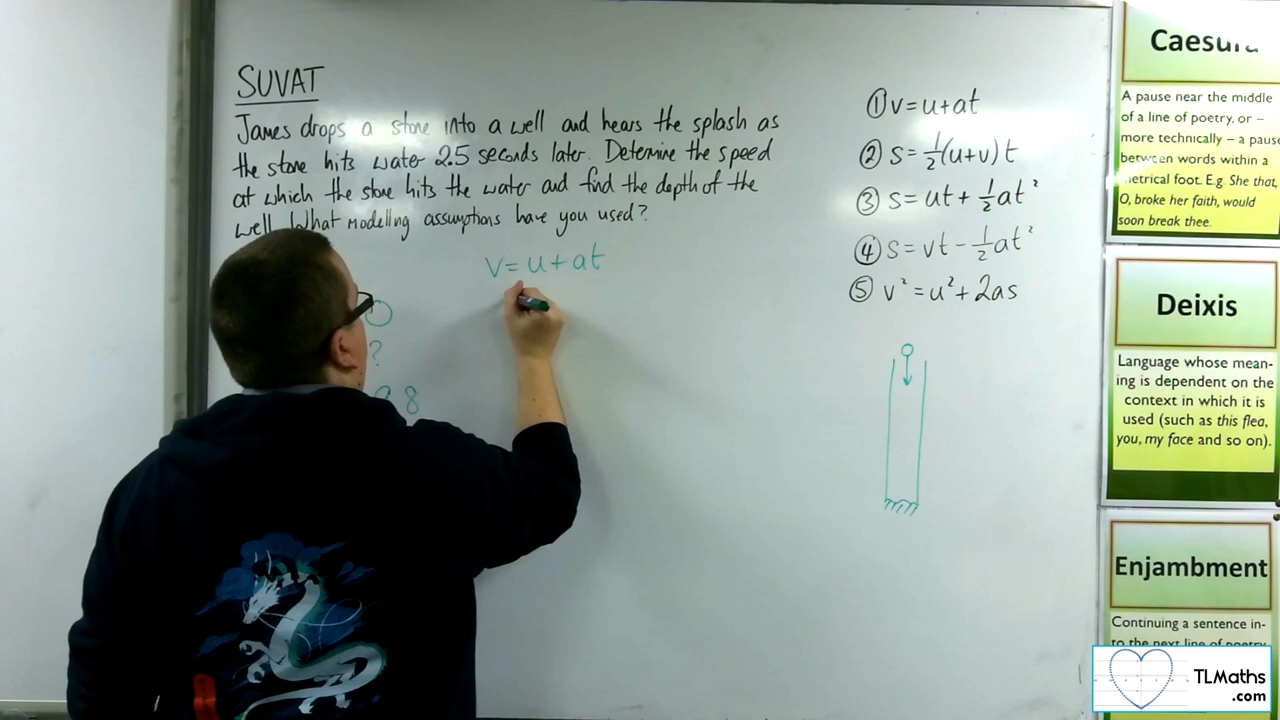 SUVAT
James drops a stone into a well and hears the splash as
the stone hits water 2.5 seconds later. Determine the speed
at which the stone hits the water and find the depth of the
well. What modelling assumptions have you used?
v = u + at
?
8
① v = u + at
② s = ½(u+v)t
③ s = ut + ½at²
④ s = vt - ½at²
⑤ v² = u² + 2as
Caesura
A pause near the middle
of a line of poetry, or –
more technically – a pause
between words within a
metrical foot. E.g. She that,
O, broke her faith, would
soon break thee.
Deixis
Language whose mean-
ing is dependent on the
context in which it is
used (such as this flea,
you, my face and so on).
Enjambment
Continuing a sentence in-
to the next line of poetry
TLMaths
.com